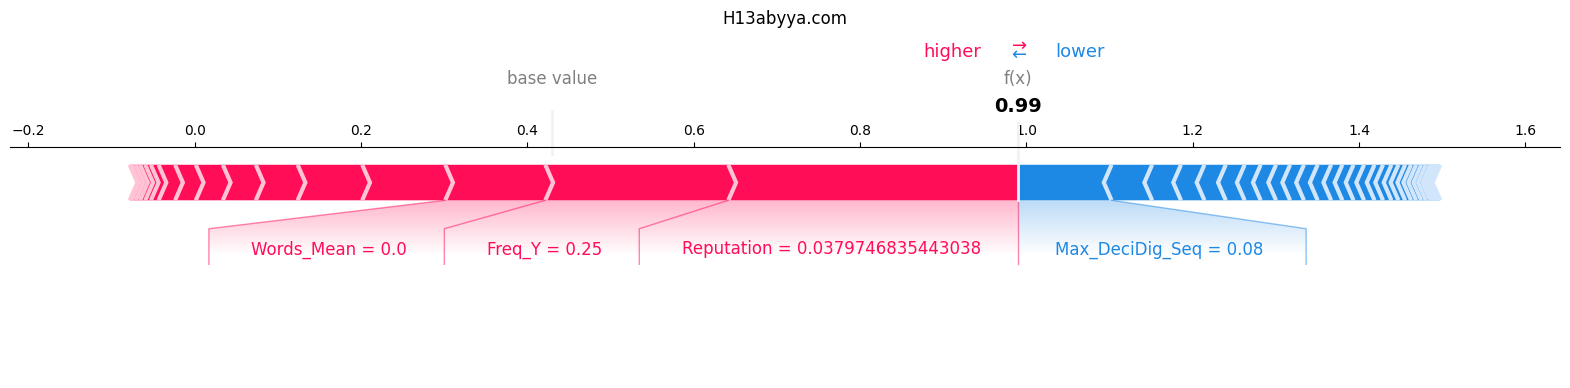 H13abyya.com
higher ⇄ lower
base value f(x)
0.99
−0.2 0.0 0.2 0.4 0.6 0.8 1.0 1.2 1.4 1.6
Words_Mean = 0.0 Freq_Y = 0.25 Reputation = 0.0379746835443038 Max_DeciDig_Seq = 0.08